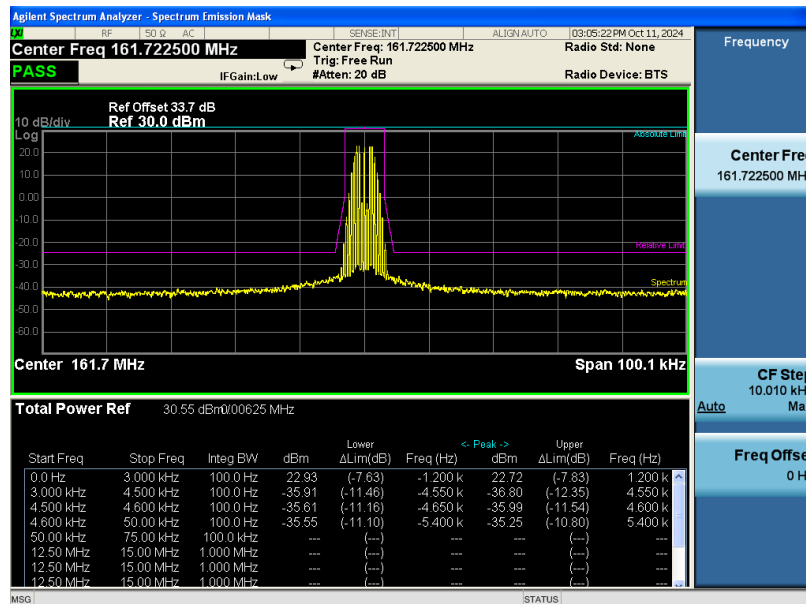 Agilent Spectrum Analyzer - Spectrum Emission Mask
LXI RF 50 Ω AC SENSE:INT ALIGN AUTO 03:05:22 PM Oct 11, 2024
Center Freq 161.722500 MHz
Center Freq: 161.722500 MHz Radio Std: None
Trig: Free Run
PASS IFGain:Low #Atten: 20 dB Radio Device: BTS
Ref Offset 33.7 dB
10 dB/div Ref 30.0 dBm
Log
Absolute Limit
20.0
10.0
0.00
-10.0
-20.0
Relative Limit
-30.0
Spectrum
-40.0
-50.0
-60.0
Center 161.7 MHz Span 100.1 kHz
Total Power Ref 30.55 dBm/0.00625 MHz
Lower <- Peak -> Upper
Start Freq Stop Freq Integ BW dBm ΔLim(dB) Freq (Hz) dBm ΔLim(dB) Freq (Hz)
0.0 Hz 3.000 kHz 100.0 Hz 22.93 (-7.63) -1.200 k 22.72 (-7.83) 1.200 k
3.000 kHz 4.500 kHz 100.0 Hz -35.91 (-11.46) -4.550 k -36.80 (-12.35) 4.550 k
4.500 kHz 4.600 kHz 100.0 Hz -35.61 (-11.16) -4.650 k -35.99 (-11.54) 4.600 k
4.600 kHz 50.00 kHz 100.0 Hz -35.55 (-11.10) -5.400 k -35.25 (-10.80) 5.400 k
50.00 kHz 75.00 kHz 100.0 kHz --- (---) --- --- (---) ---
12.50 MHz 15.00 MHz 1.000 MHz --- (---) --- --- (---) ---
12.50 MHz 15.00 MHz 1.000 MHz --- (---) --- --- (---) ---
12.50 MHz 15.00 MHz 1.000 MHz --- (---) --- --- (---) ---
MSG STATUS
Frequency
Center Fre
161.722500 MH
CF Step
10.010 kH
Auto Ma
Freq Offse
0 H